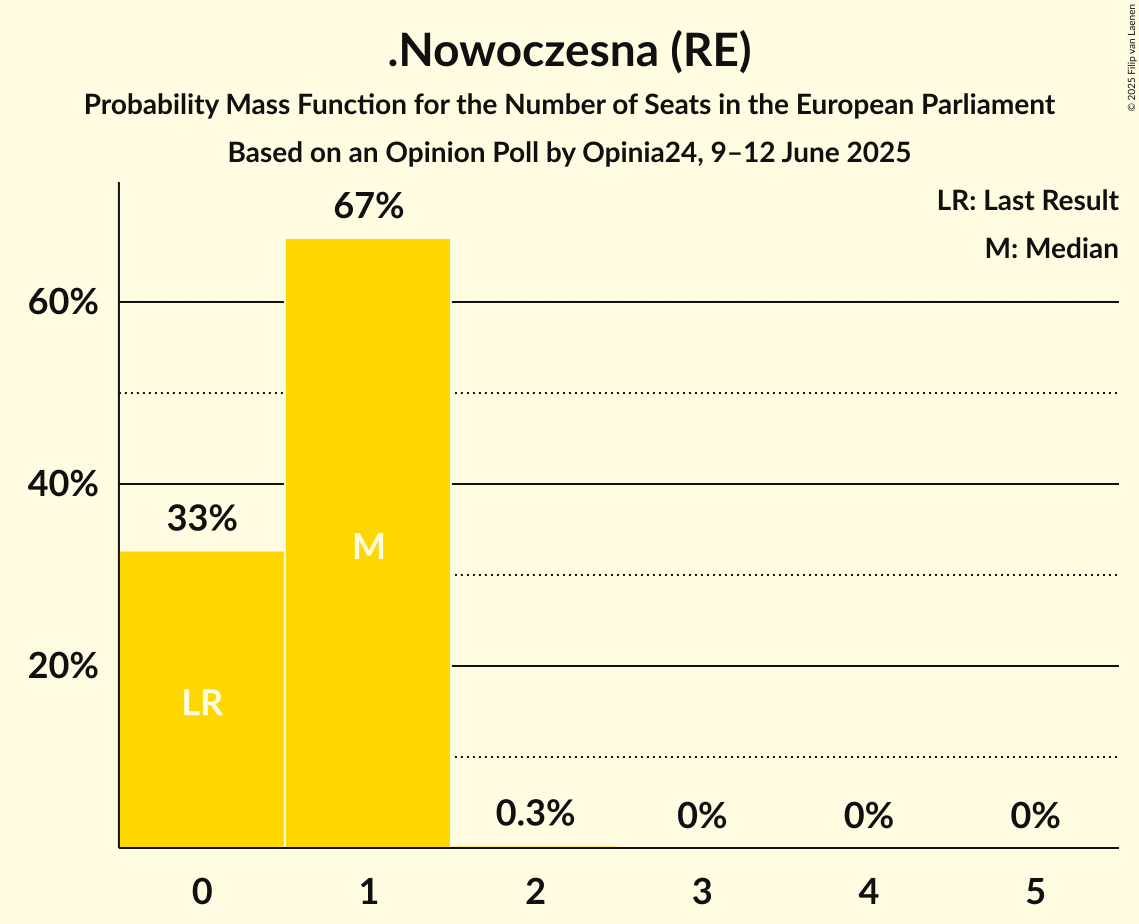 .Nowoczesna (RE)
Probability Mass Function for the Number of Seats in the European Parliament
Based on an Opinion Poll by Opinia24, 9–12 June 2025
© 2025 Filip van Laenen
LR: Last Result
M: Median
60%
40%
20%
33%
67%
0.3%
0%
0%
0%
LR
M
0
1
2
3
4
5